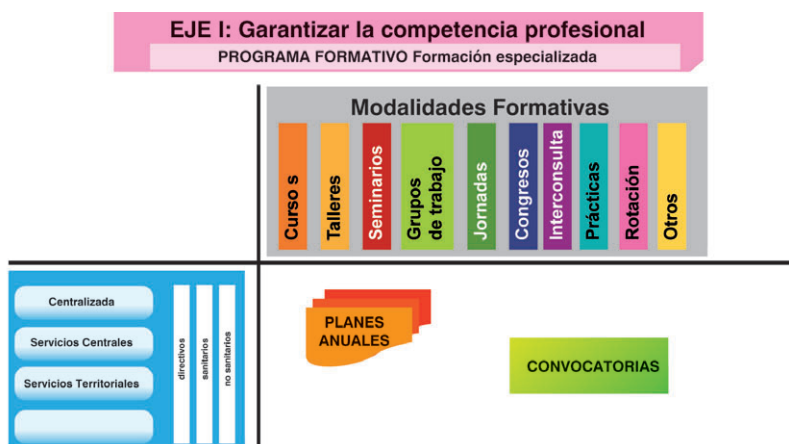 EJE I: Garantizar la competencia profesional
PROGRAMA FORMATIVO Formación especializada
Modalidades Formativas
Curso s
Talleres
Seminarios
Grupos
de trabajo
Jornadas
Congresos
Interconsulta
Prácticas
Rotación
Otros
Centralizada
Servicios Centrales
Servicios Territoriales
directivos
sanitarios
no sanitarios
PLANES
ANUALES
CONVOCATORIAS